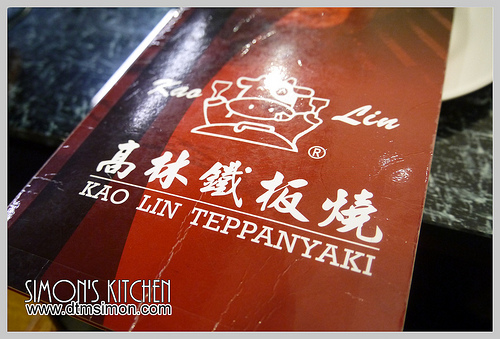 Kao Lin
®
高林鐵板燒
KAO LIN TEPPANYAKI
SIMON'S KITCHEN
www.dtmsimon.com